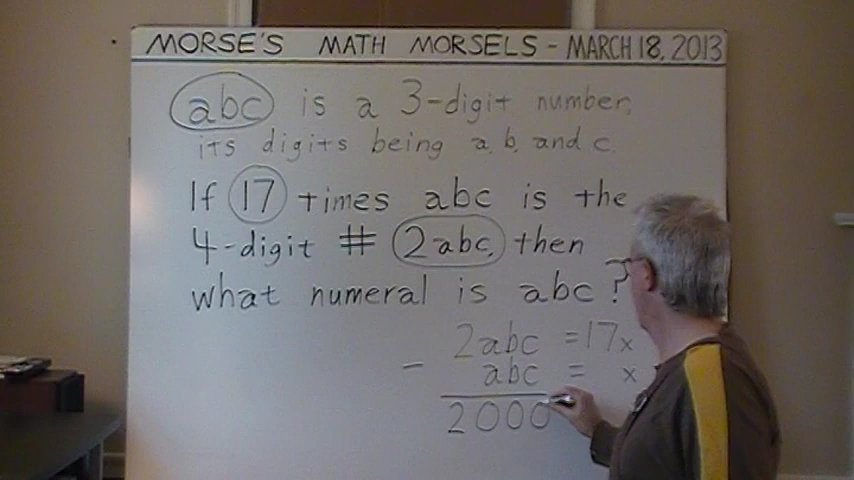 MORSE'S MATH MORSELS - MARCH 18, 2013
abc is a 3-digit number,
its digits being a, b, and c.
If 17 times abc is the
4-digit # 2abc, then
what numeral is abc?
2abc = 17x
- abc = x
2000